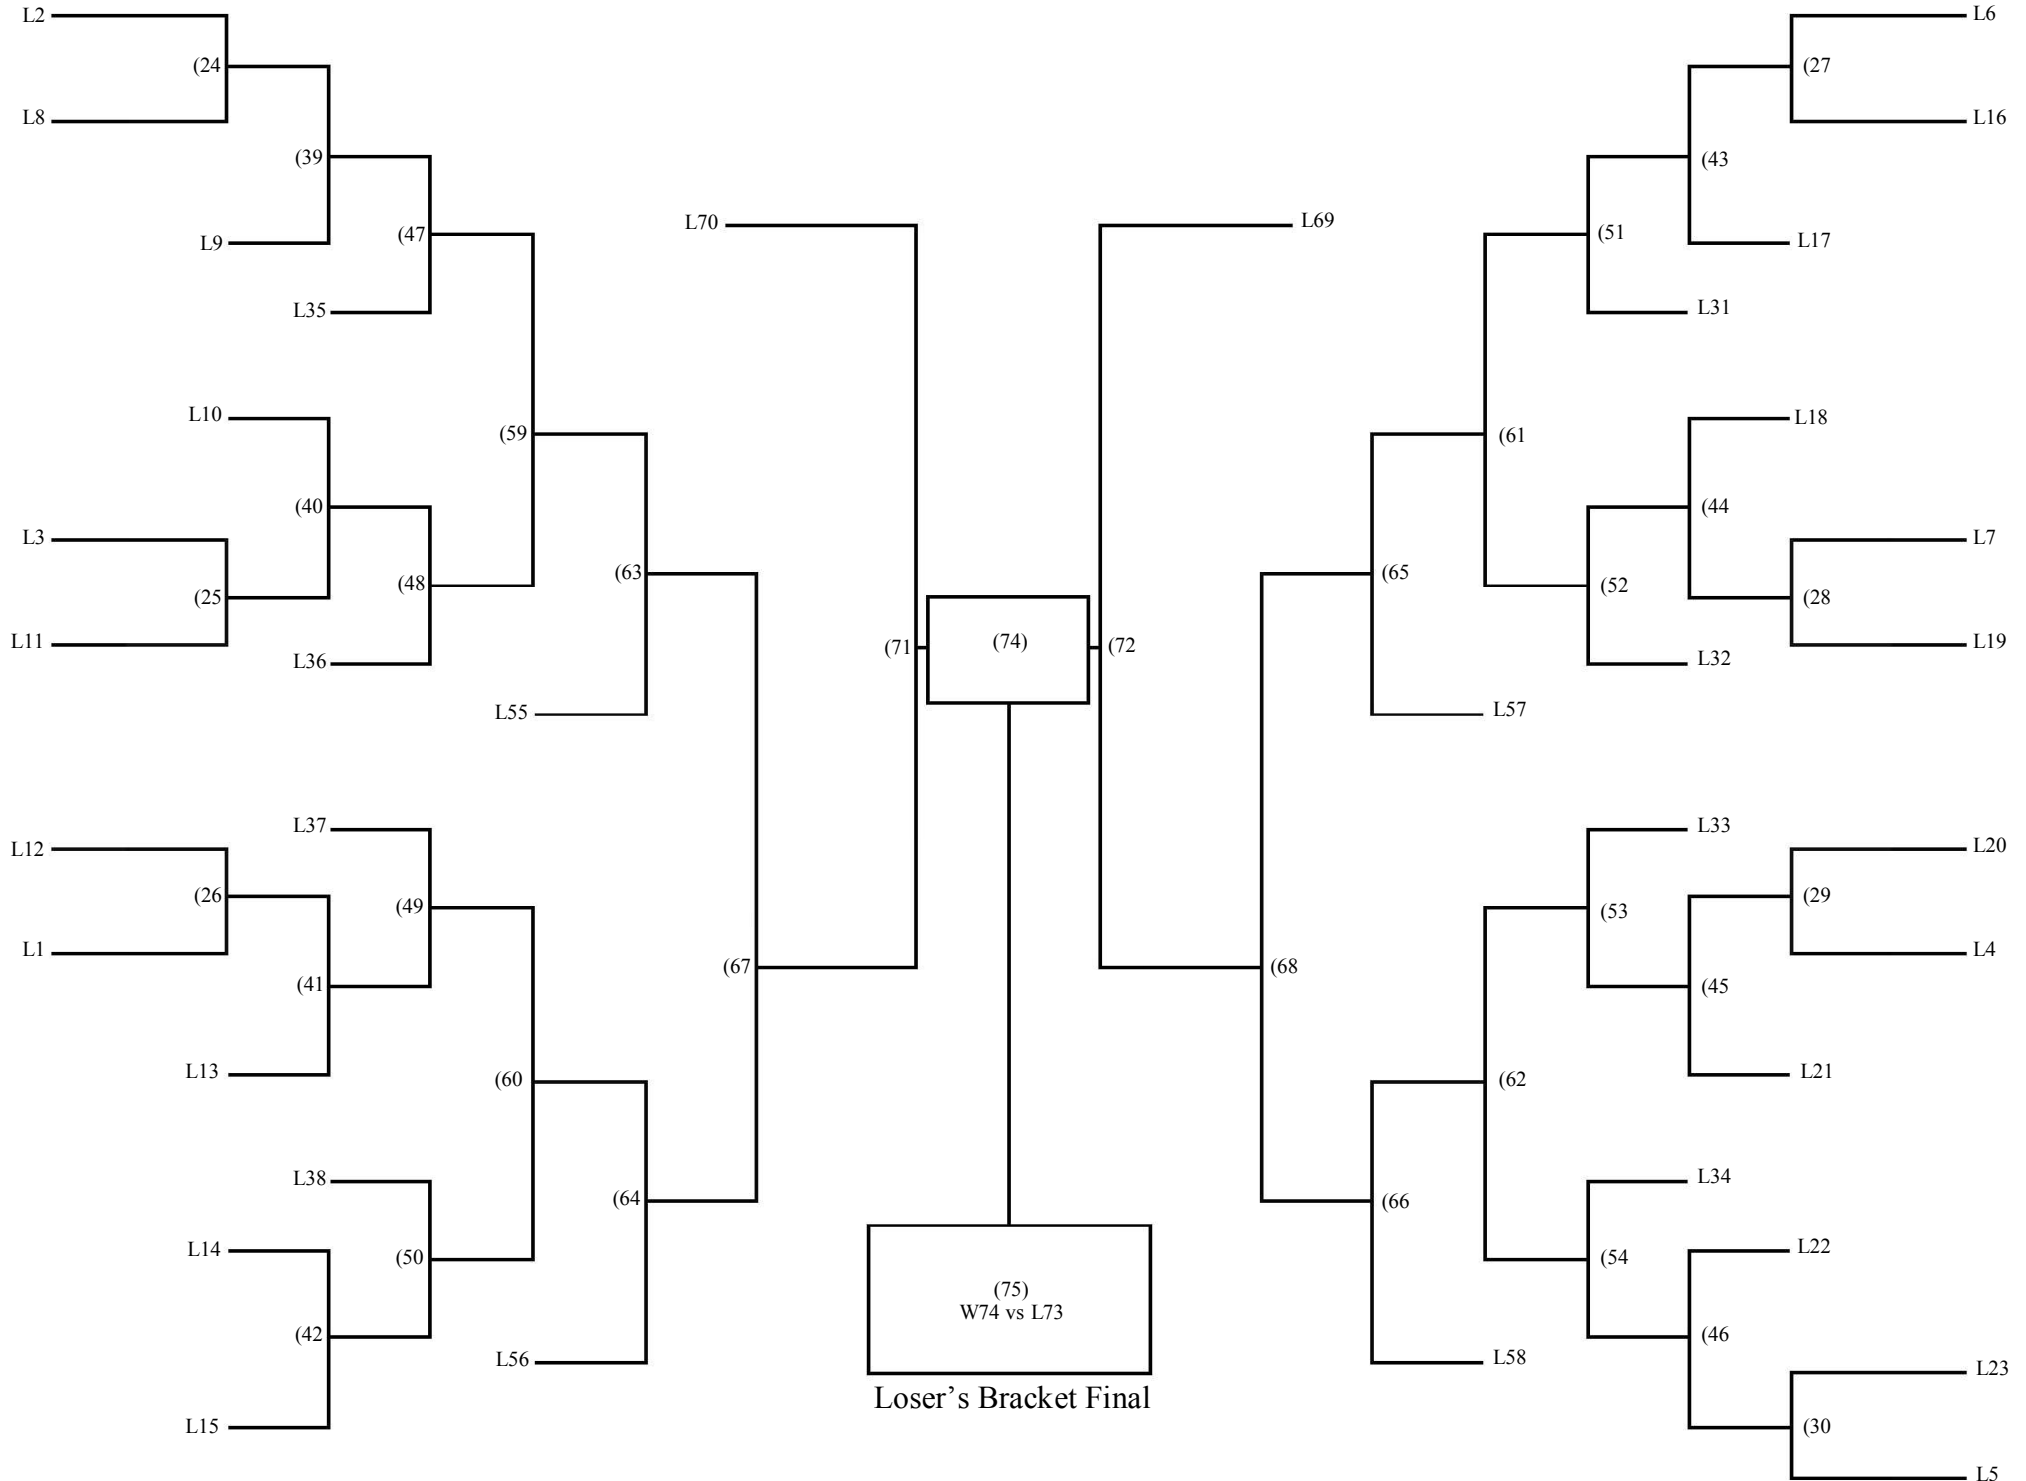 L2
L6
(24
(27
L8
L16
(39
(43
L70
L69
L9
(47
(51
L17
L35
L31
L10
L18
(59
(61
(40
(44
L3
L7
(48
(63
(65
(52
(25
(28
L11
(71
(74)
(72
L19
L36
L32
L55
L57
L37
L33
L12
L20
(26
(29
(49
(53
L1
L4
(67
(68
(41
(45
L13
L21
(60
(62
L38
L34
(64
(66
L14
L22
(50
(54
(75)
W74 vs L73
(42
(46
L56
L58
L23
Loser’s Bracket Final
L15
(30
L5